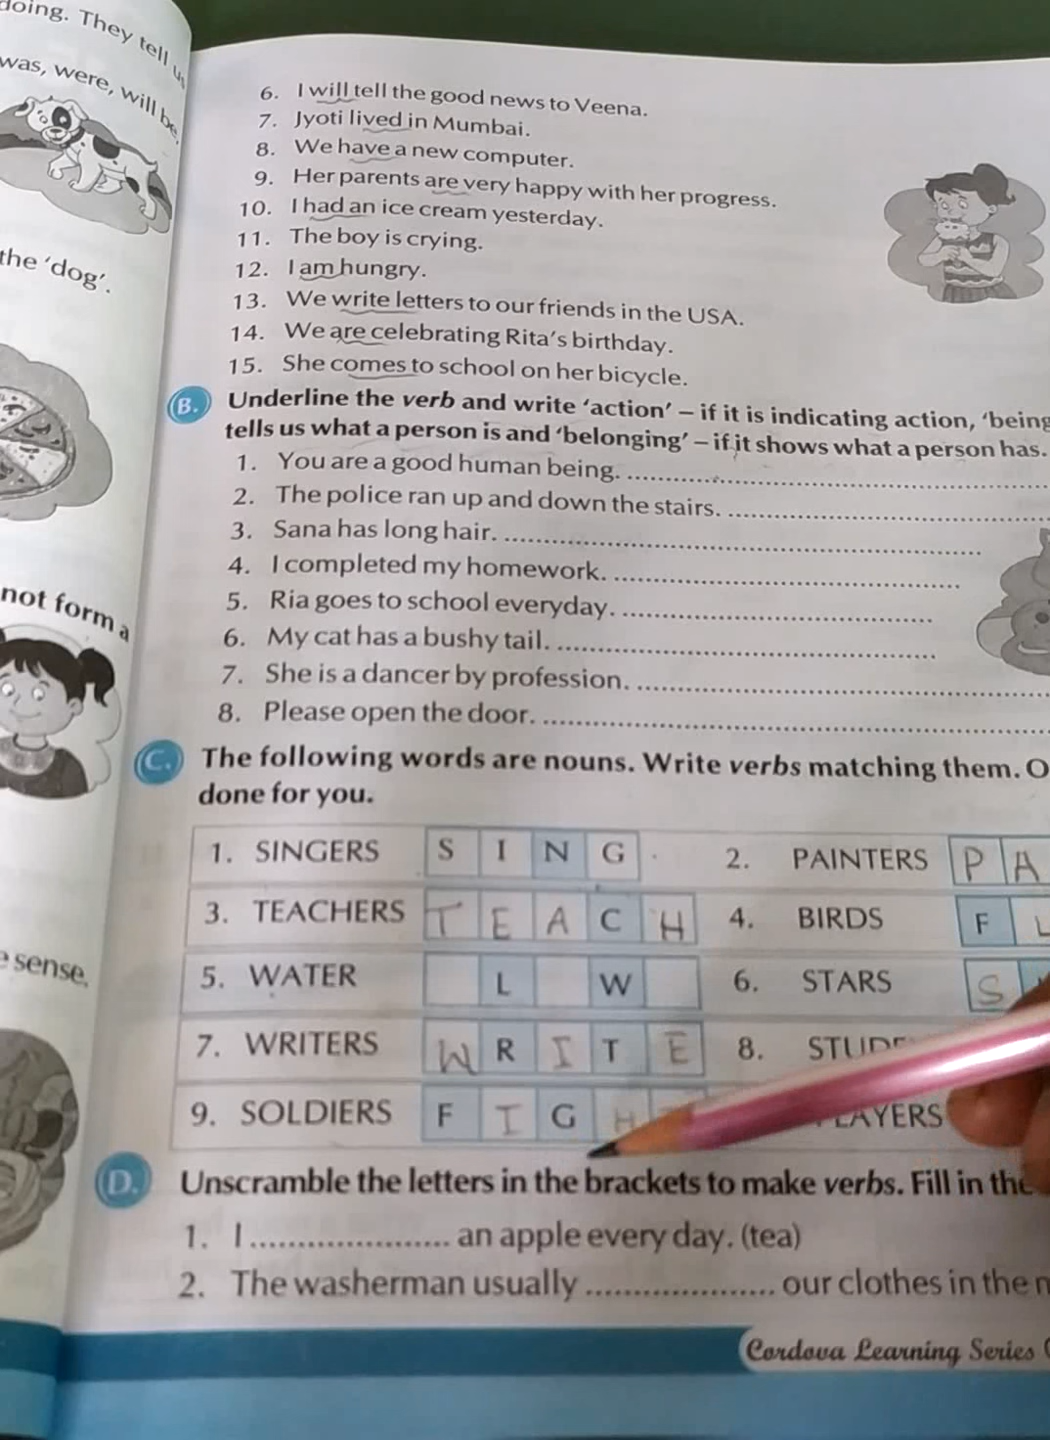 doing. They tell us
was, were, will be,
the 'dog'.
not form a
sense.
6. I will tell the good news to Veena.
7. Jyoti lived in Mumbai.
8. We have a new computer.
9. Her parents are very happy with her progress.
10. I had an ice cream yesterday.
11. The boy is crying.
12. I am hungry.
13. We write letters to our friends in the USA.
14. We are celebrating Rita's birthday.
15. She comes to school on her bicycle.
B. Underline the verb and write 'action' – if it is indicating action, 'being
tells us what a person is and 'belonging' – if it shows what a person has.
1. You are a good human being.
2. The police ran up and down the stairs.
3. Sana has long hair.
4. I completed my homework.
5. Ria goes to school everyday.
6. My cat has a bushy tail.
7. She is a dancer by profession.
8. Please open the door.
C. The following words are nouns. Write verbs matching them. O
done for you.
1. SINGERS S I N G 2. PAINTERS P A
3. TEACHERS T E A C H 4. BIRDS F L
5. WATER L W 6. STARS S
7. WRITERS W R I T E 8. STUDE
9. SOLDIERS F I G H LAYERS
D. Unscramble the letters in the brackets to make verbs. Fill in the
1. I .................... an apple every day. (tea)
2. The washerman usually .................... our clothes in the m
Cordova Learning Series